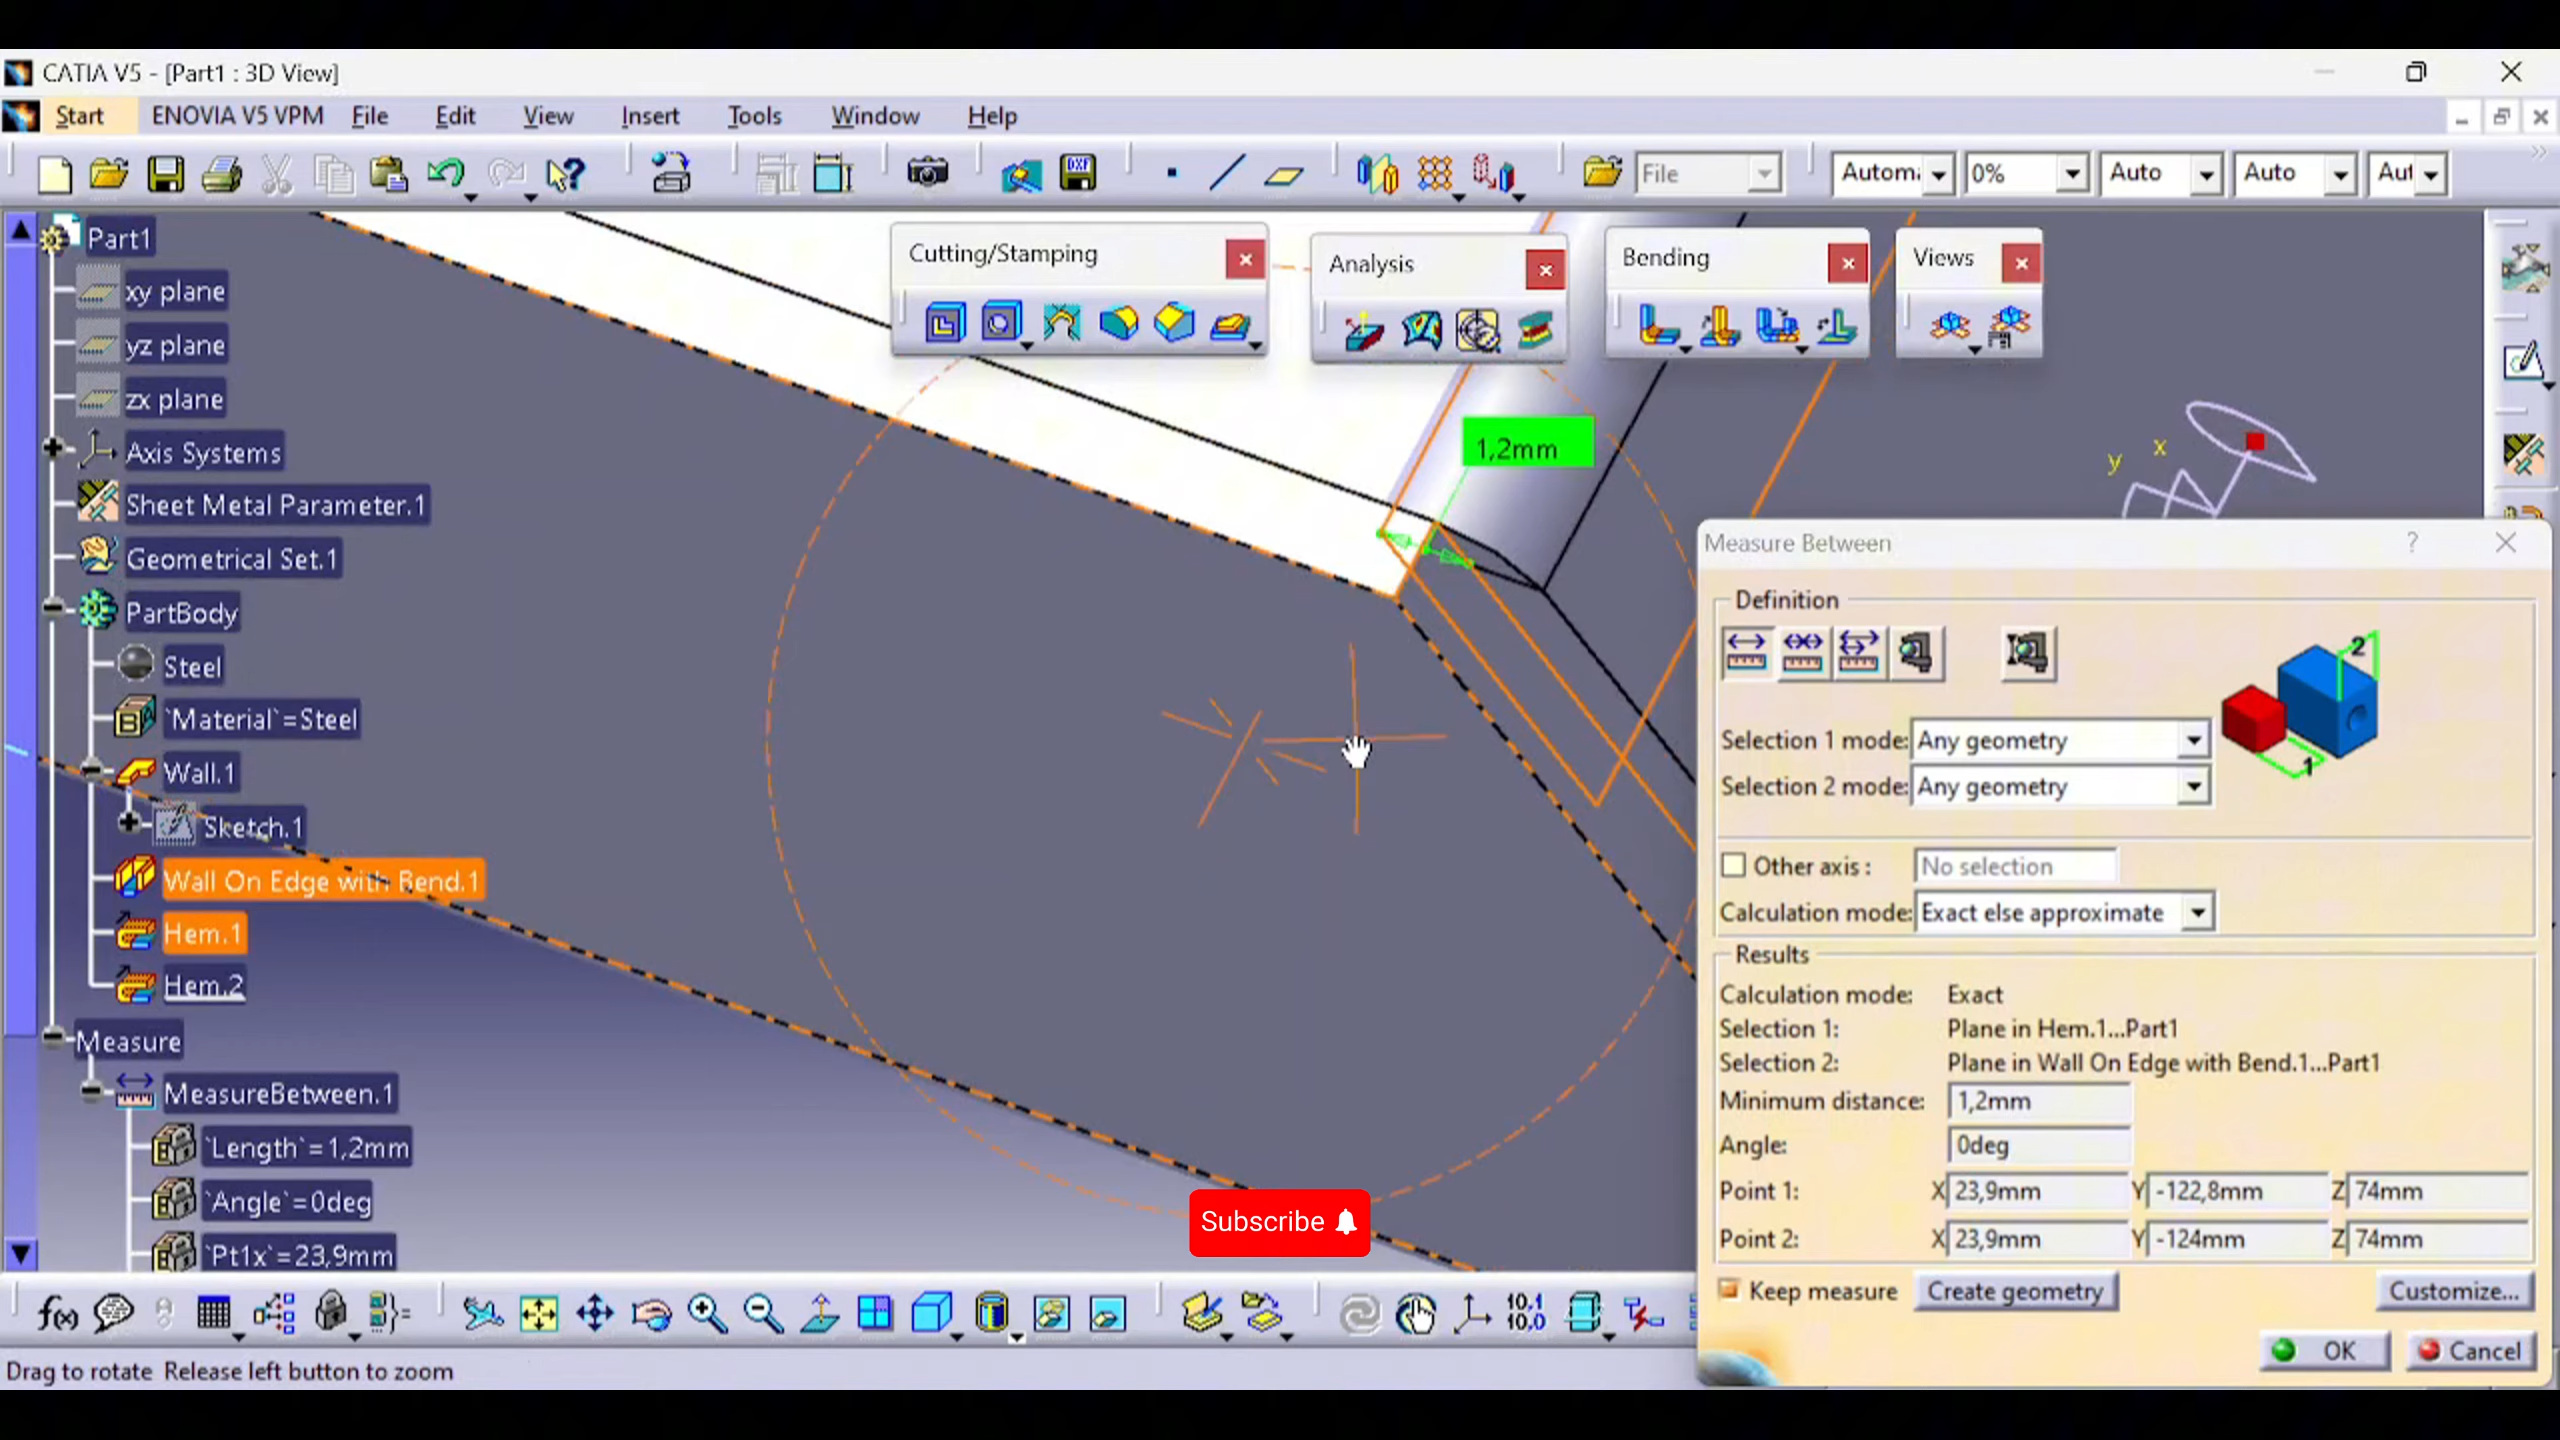 CATIA V5 - [Part1 : 3D View]
Start ENOVIA V5 VPM File Edit View Insert Tools Window Help
DXF File Autom 0% Auto Auto Aut
Part1
xy plane
yz plane
zx plane
Axis Systems
Sheet Metal Parameter.1
Geometrical Set.1
PartBody
Steel
`Material`=Steel
Wall.1
Sketch.1
Wall On Edge with Bend.1
Hem.1
Hem.2
Measure
MeasureBetween.1
`Length`=1,2mm
`Angle`=0deg
`Pt1x`=23,9mm
Cutting/Stamping
Analysis
Bending
Views
1,2mm
y x
Measure Between
Definition
2
1
Selection 1 mode: Any geometry
Selection 2 mode: Any geometry
Other axis : No selection
Calculation mode: Exact else approximate
Results
Calculation mode: Exact
Selection 1: Plane in Hem.1...Part1
Selection 2: Plane in Wall On Edge with Bend.1...Part1
Minimum distance: 1,2mm
Angle: 0deg
Point 1: X 23,9mm Y -122,8mm Z 74mm
Point 2: X 23,9mm Y -124mm Z 74mm
Keep measure Create geometry Customize...
OK Cancel
Subscribe
f(x) 10,1
10,0
Drag to rotate Release left button to zoom